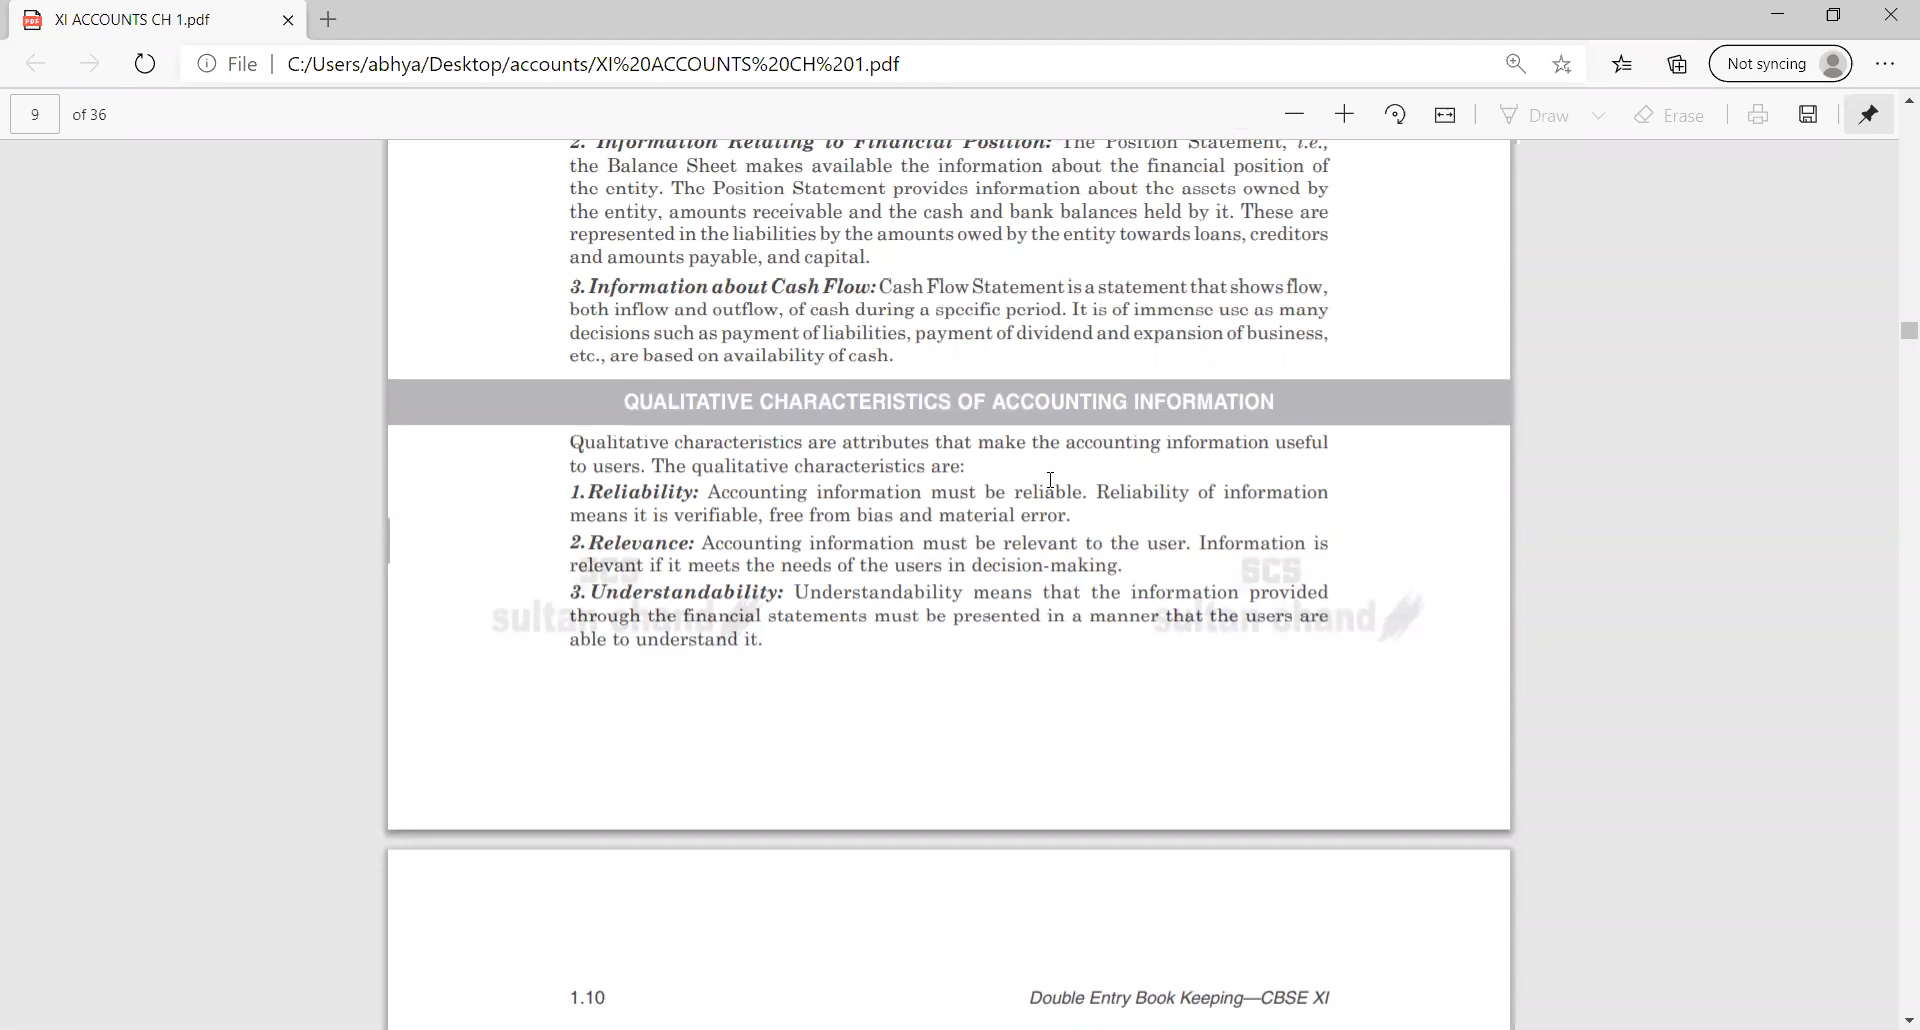 XI ACCOUNTS CH 1.pdf
File | C:/Users/abhya/Desktop/accounts/XI%20ACCOUNTS%20CH%201.pdf
Not syncing
9 of 36
Draw
Erase
2. Information Relating to Financial Position: The Position Statement, i.e.,
the Balance Sheet makes available the information about the financial position of
the entity. The Position Statement provides information about the assets owned by
the entity, amounts receivable and the cash and bank balances held by it. These are
represented in the liabilities by the amounts owed by the entity towards loans, creditors
and amounts payable, and capital.
3. Information about Cash Flow: Cash Flow Statement is a statement that shows flow,
both inflow and outflow, of cash during a specific period. It is of immense use as many
decisions such as payment of liabilities, payment of dividend and expansion of business,
etc., are based on availability of cash.
QUALITATIVE CHARACTERISTICS OF ACCOUNTING INFORMATION
Qualitative characteristics are attributes that make the accounting information useful
to users. The qualitative characteristics are:
1. Reliability: Accounting information must be reliable. Reliability of information
means it is verifiable, free from bias and material error.
2. Relevance: Accounting information must be relevant to the user. Information is
relevant if it meets the needs of the users in decision-making.
SCS
SCS
3. Understandability: Understandability means that the information provided
through the financial statements must be presented in a manner that the users are
sultan chand
sultan chand
able to understand it.
1.10
Double Entry Book Keeping—CBSE XI